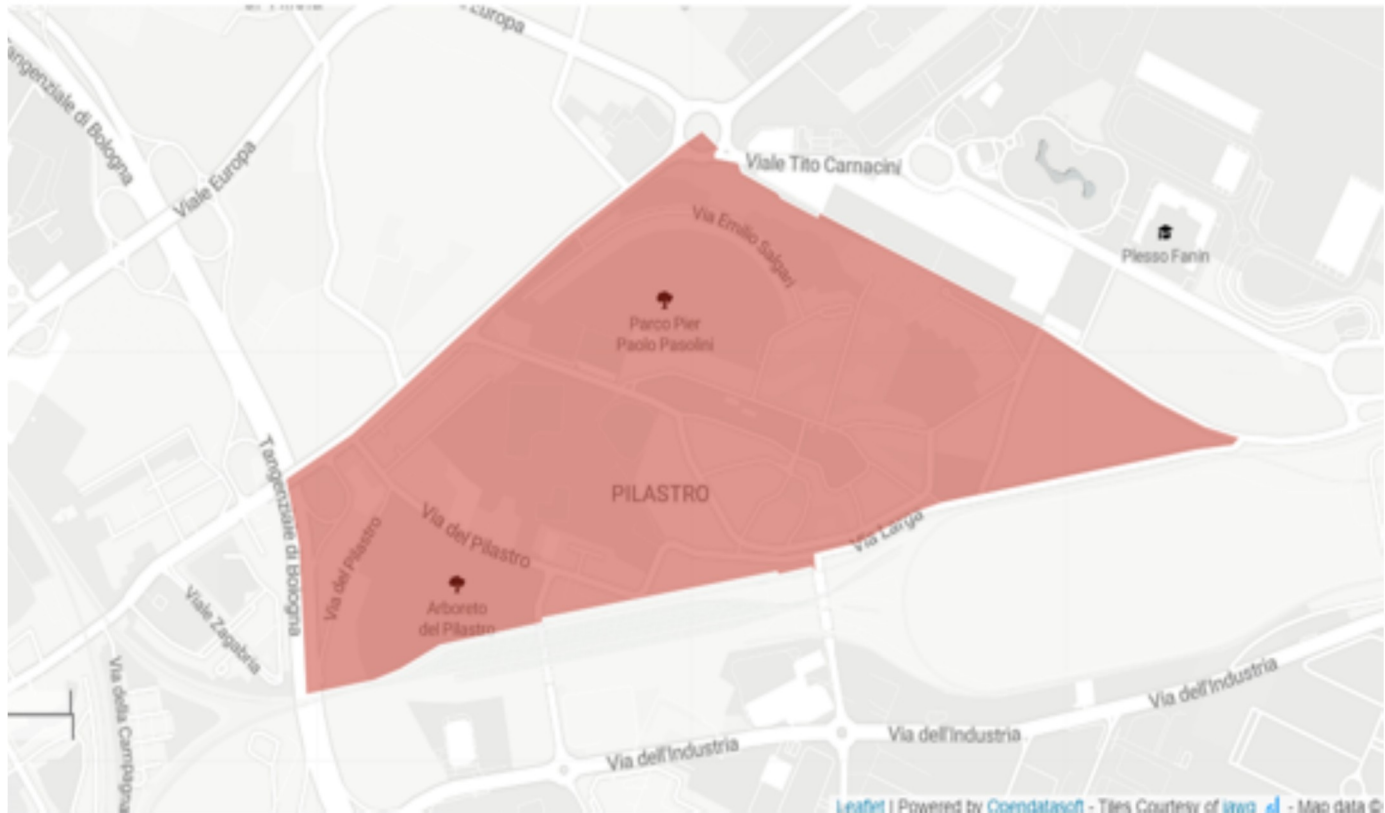 Europa
Tangenziale di Bologna
Viale Europa
Viale Tito Carnacini
Via Emilio Salgari
Plesso Fanin
Parco Pier
Paolo Pasolini
PILASTRO
Tangenziale di Bologna
Via del Pilastro
Via del Pilastro
Via Larga
Arboreto
del Pilastro
Viale Zagabria
Via della Campagna
Via dell'Industria
Via dell'Industria
Via dell'Industria
Leaflet | Powered by Opendatasoft - Tiles Courtesy of jawg - Map data ©